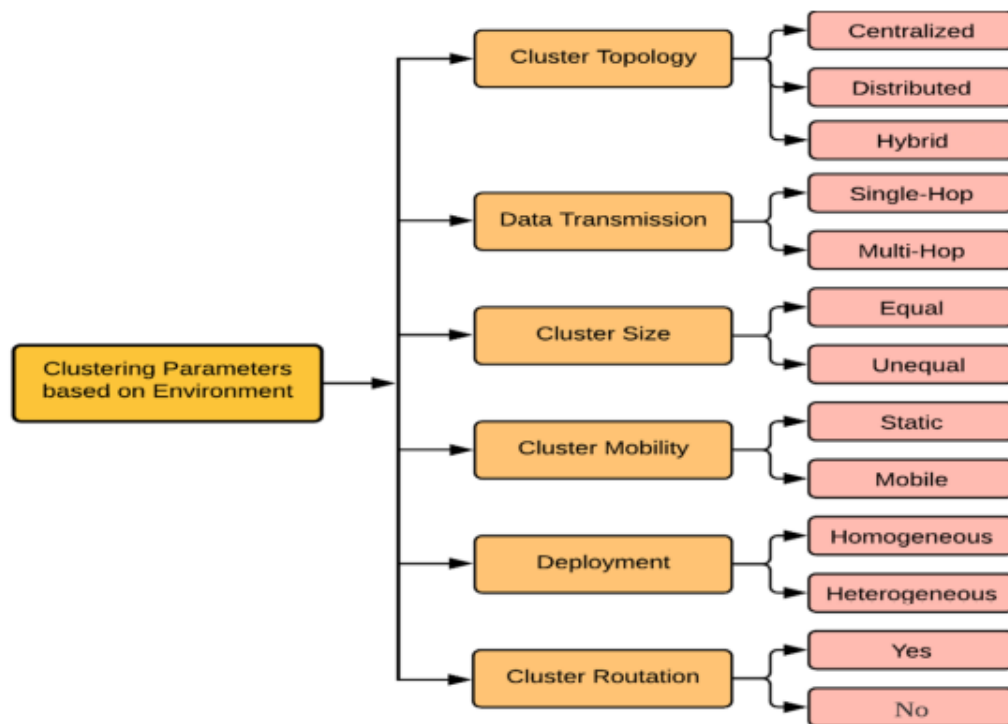 Clustering Parameters
based on Environment
Cluster Topology
Centralized
Distributed
Hybrid
Data Transmission
Single-Hop
Multi-Hop
Cluster Size
Equal
Unequal
Cluster Mobility
Static
Mobile
Deployment
Homogeneous
Heterogeneous
Cluster Routation
Yes
No